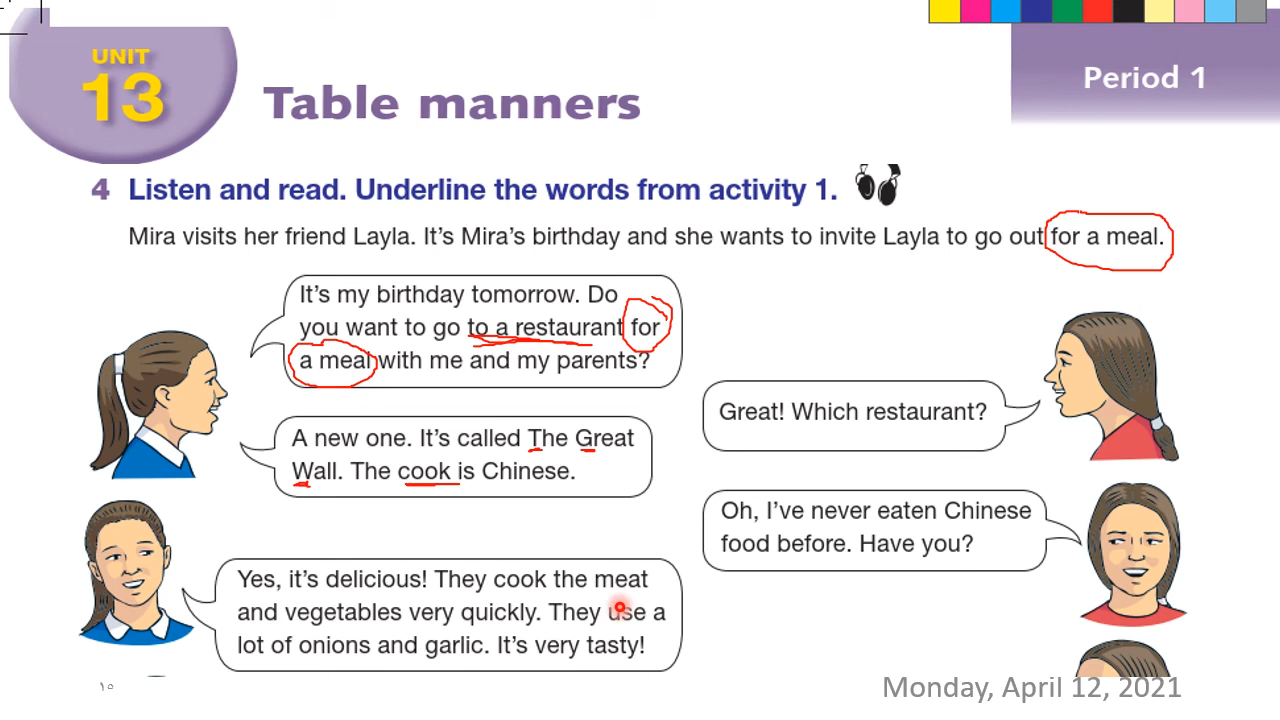 UNIT
13
Table manners
Period 1
4 Listen and read. Underline the words from activity 1.
Mira visits her friend Layla. It's Mira's birthday and she wants to invite Layla to go out for a meal.
It's my birthday tomorrow. Do
you want to go to a restaurant for
a meal with me and my parents?
Great! Which restaurant?
A new one. It's called The Great
Wall. The cook is Chinese.
Oh, I've never eaten Chinese
food before. Have you?
Yes, it's delicious! They cook the meat
and vegetables very quickly. They use a
lot of onions and garlic. It's very tasty!
١٥
Monday, April 12, 2021